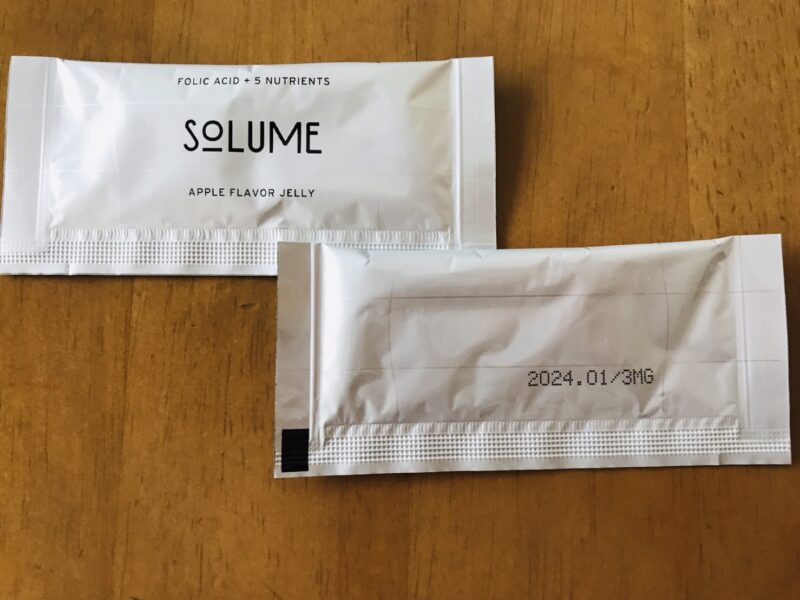 FOLIC ACID + 5 NUTRIENTS
SOLUME
APPLE FLAVOR JELLY
2024.01/3MG